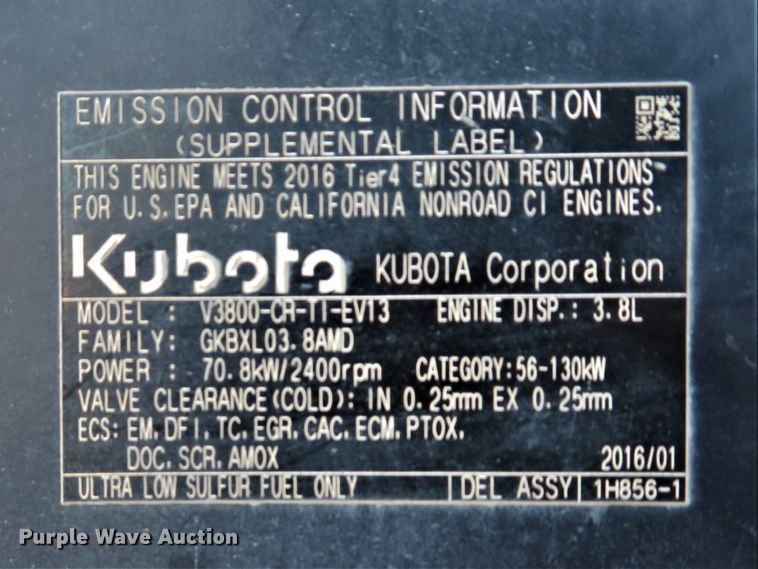 EMISSION CONTROL INFORMATION
(SUPPLEMENTAL LABEL)
THIS ENGINE MEETS 2016 Tier4 EMISSION REGULATIONS
FOR U.S.EPA AND CALIFORNIA NONROAD CI ENGINES.
Kubota KUBOTA Corporation
MODEL : V3800-CR-TI-EV13 ENGINE DISP.: 3.8L
FAMILY: GKBXL03.8AMD
POWER : 70.8kW/2400rpm CATEGORY:56-130kW
VALVE CLEARANCE(COLD): IN 0.25mm EX 0.25mm
ECS: EM,DFI,TC,EGR,CAC,ECM,PTOX,
DOC,SCR,AMOX 2016/01
ULTRA LOW SULFUR FUEL ONLY DEL ASSY 1H856-1
Purple Wave Auction